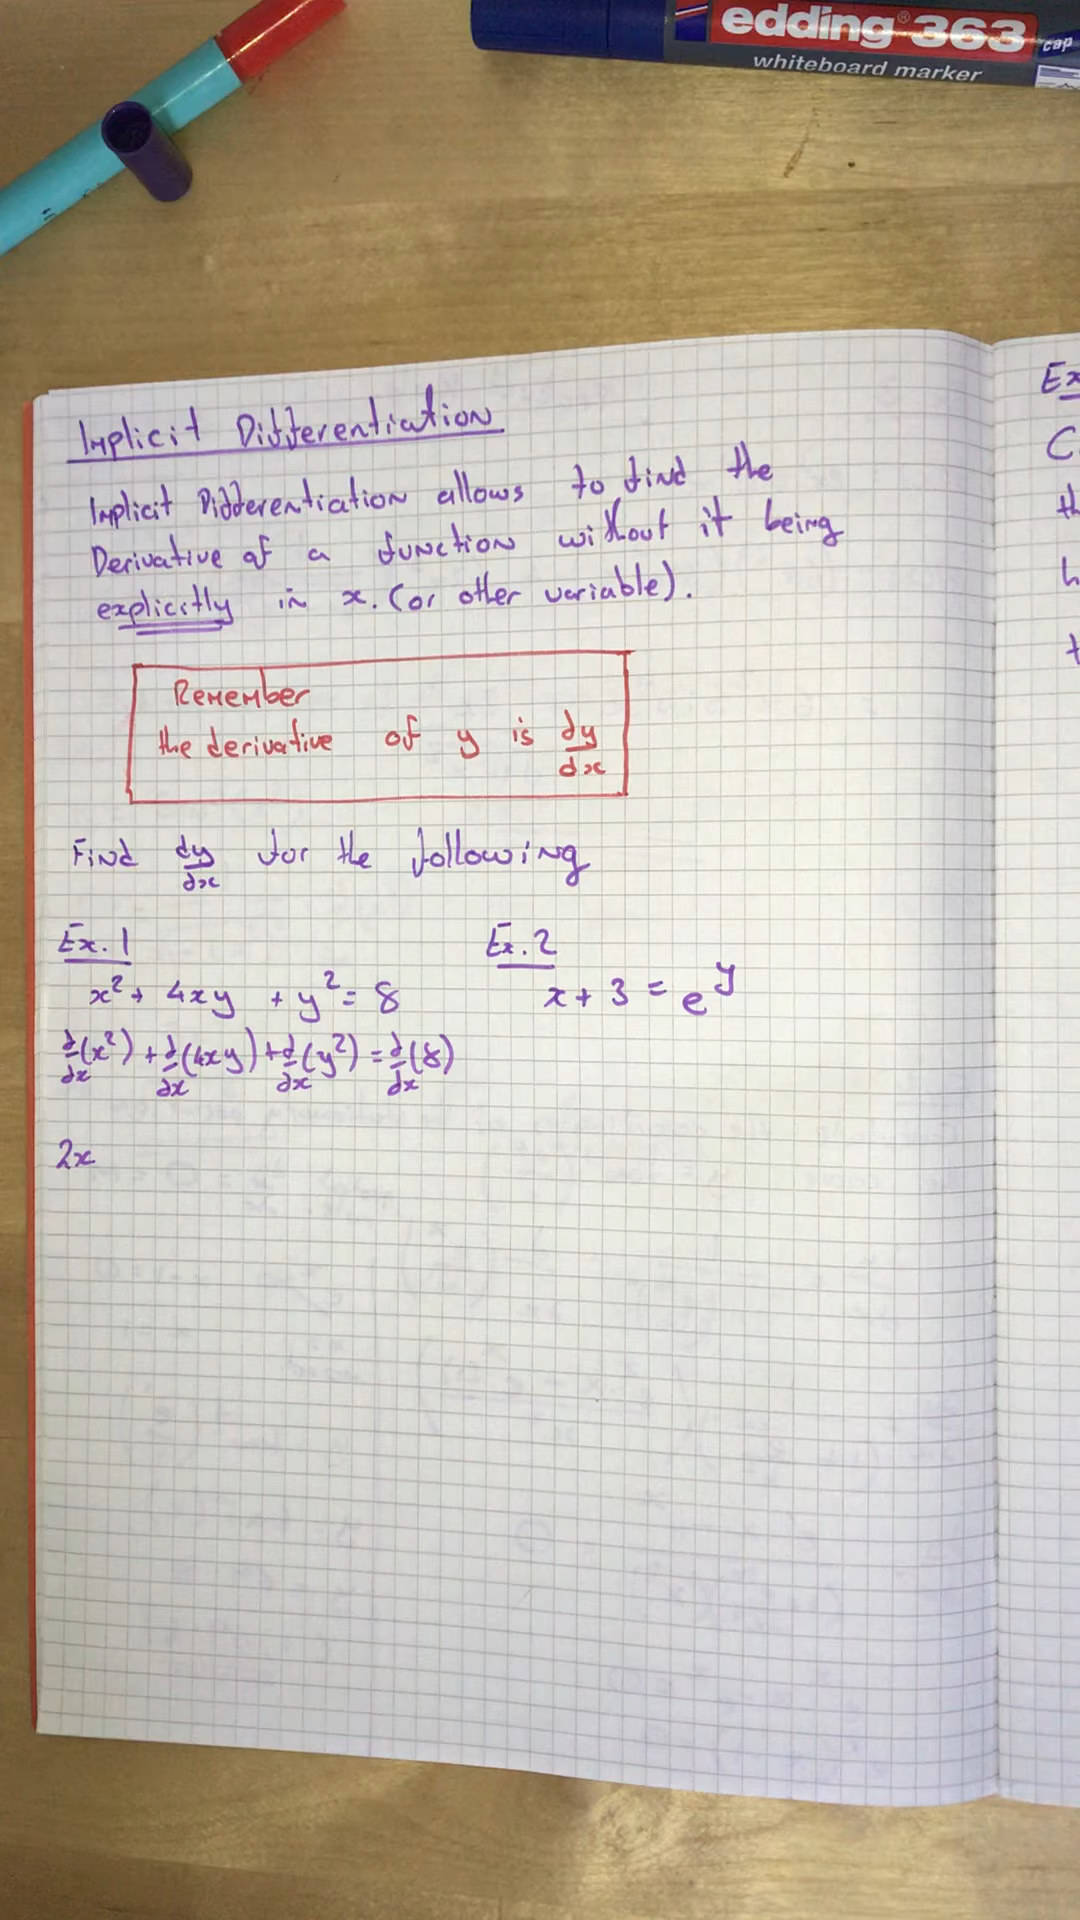 edding® 363
cap
whiteboard marker
Implicit Differentiation
Implicit Differentiation allows to find the
Derivative of a function without it being
explicitly in x. (or other variable).
Remember
the derivative of y is dy/dx
Find dy/dx for the following
Ex. 1
x² + 4xy + y² = 8
d/dx(x²) + d/dx(4xy) + d/dx(y²) = d/dx(8)
2x
Ex. 2
x + 3 = e^y
Ex
C
th
h
t